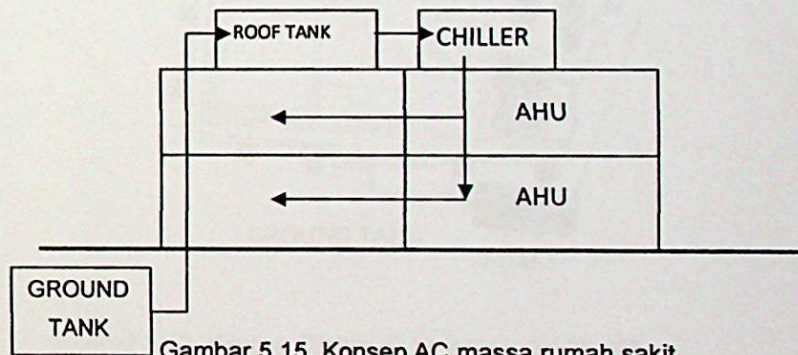 ROOF TANK
CHILLER
AHU
AHU
GROUND
TANK
Gambar 5.15. Konsep AC massa rumah sakit